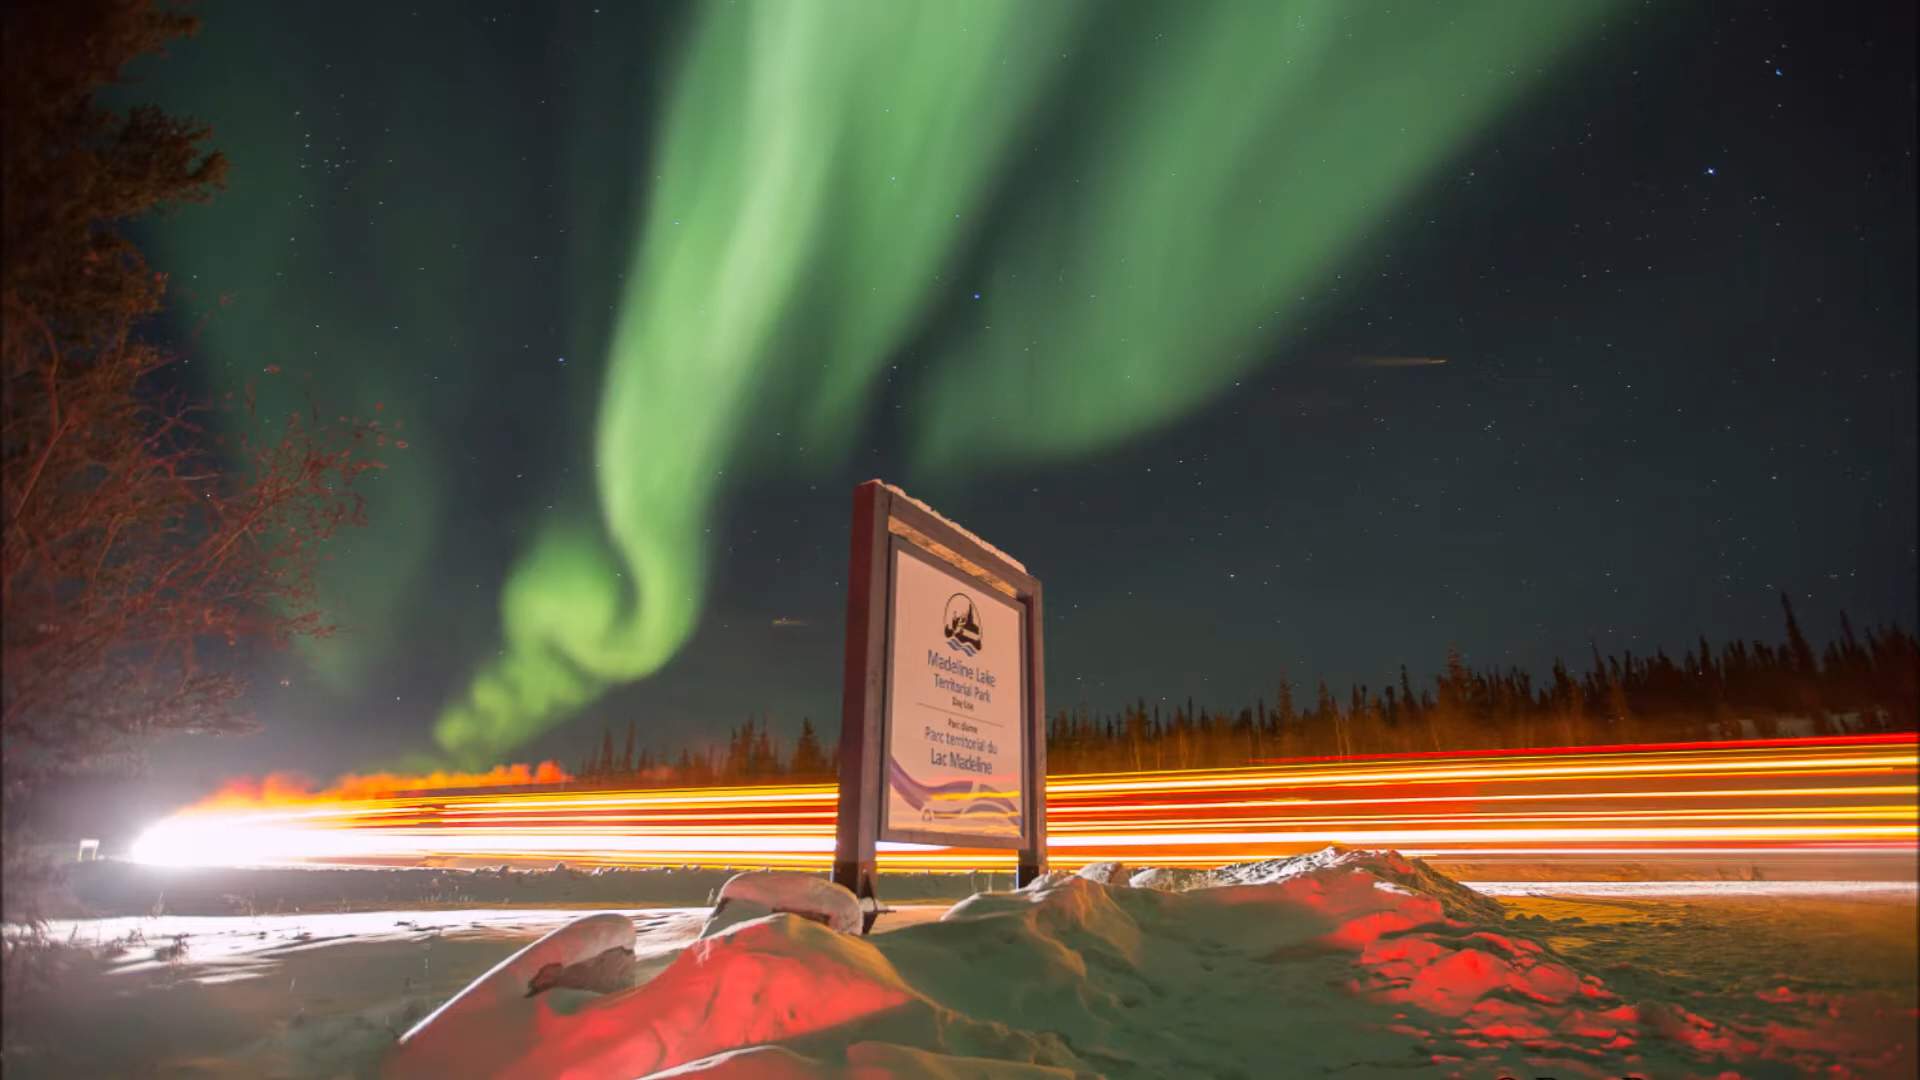 Madeline Lake
Territorial Park
Day Use
Parc diurne
Parc territorial du
Lac Madeline